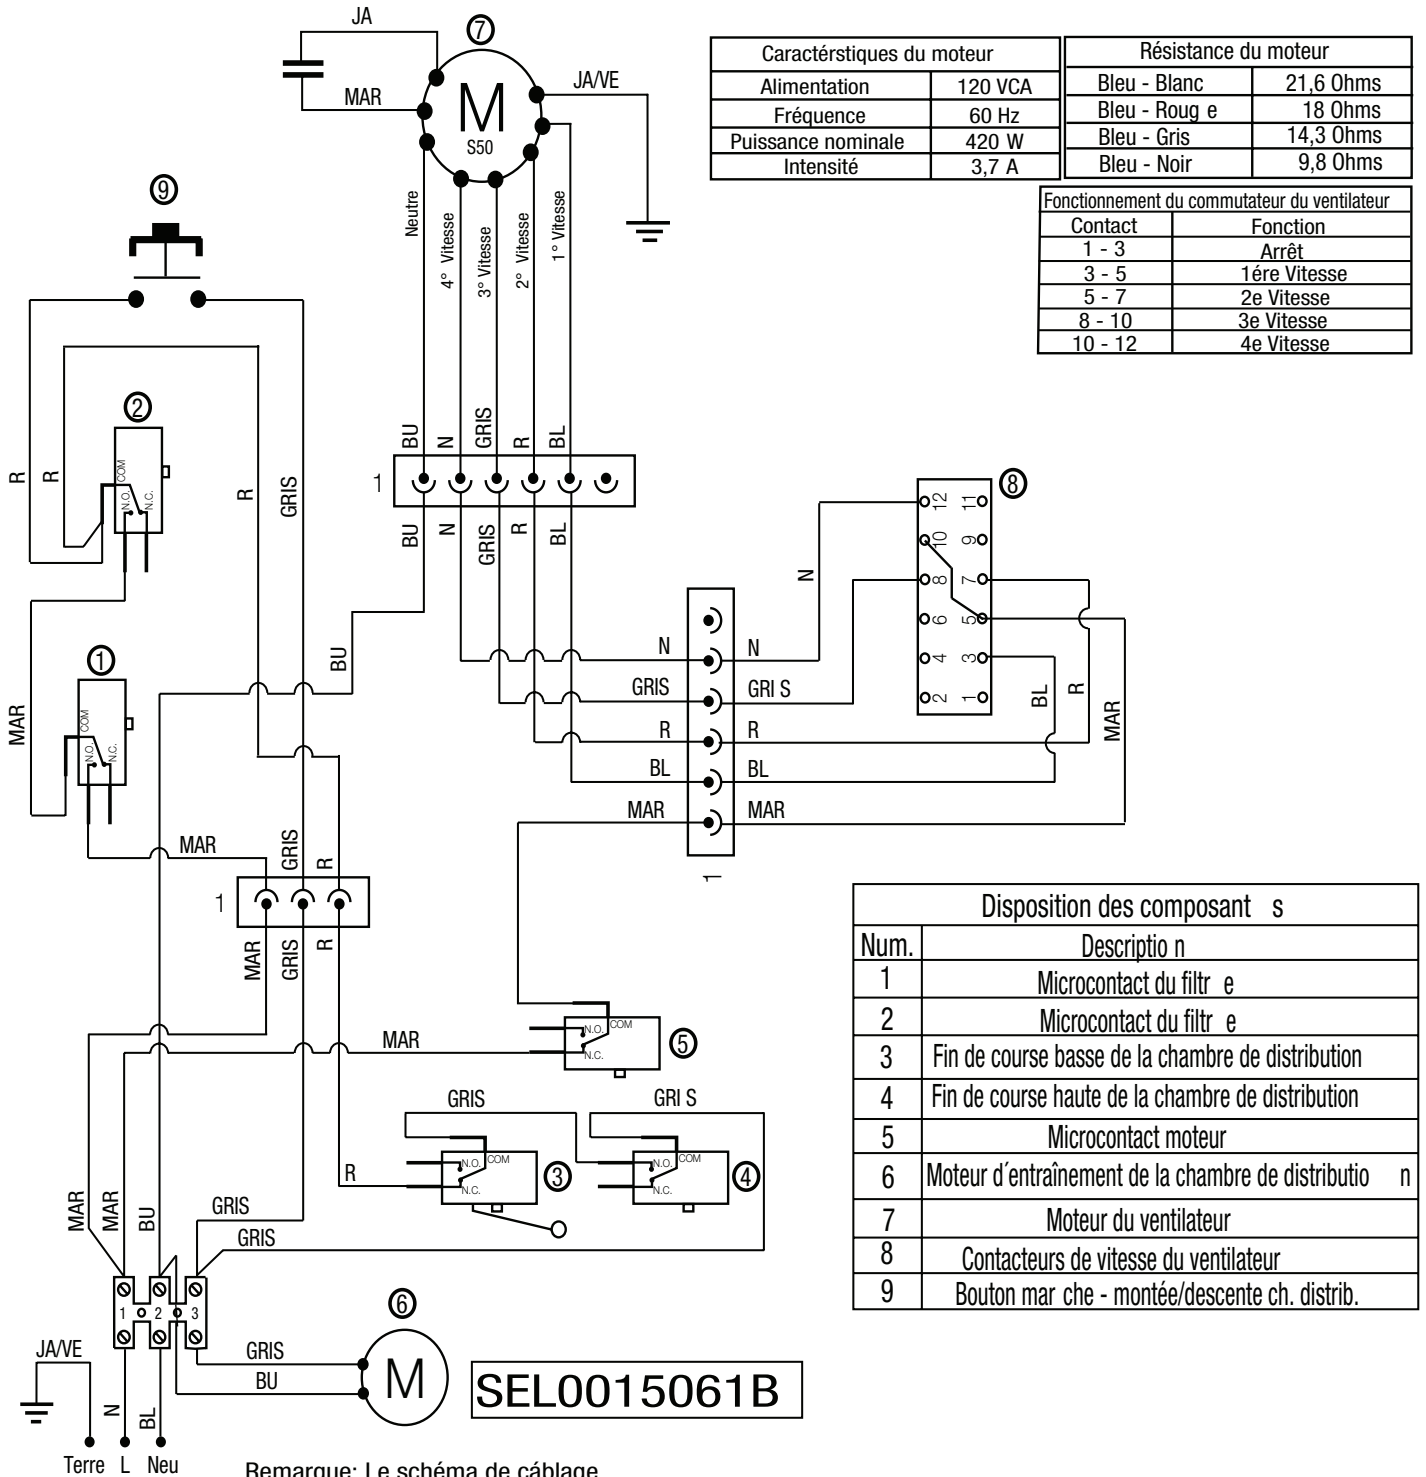 JA
7
MAR
JA/VE
M
S50
Caractérstiques du moteur
Alimentation 120 VCA
Fréquence 60 Hz
Puissance nominale 420 W
Intensité 3,7 A
Résistance du moteur
Bleu - Blanc 21,6 Ohms
Bleu - Roug e 18 Ohms
Bleu - Gris 14,3 Ohms
Bleu - Noir 9,8 Ohms
Fonctionnement du commutateur du ventilateur
Contact Fonction
1 - 3 Arrêt
3 - 5 1ére Vitesse
5 - 7 2e Vitesse
8 - 10 3e Vitesse
10 - 12 4e Vitesse
9
Neutre
4° Vitesse
3° Vitesse
2° Vitesse
1° Vitesse
2
R
R
COM
N.O.
N.C.
R
GRIS
BU
N
GRIS
R
BL
1
BU
N
GRIS
R
BL
8
12 11
10 9
8 7
6 5
4 3
2 1
N
BL
R
MAR
1
MAR
COM
N.O.
N.C.
BU
N N
GRIS GRI S
R R
BL BL
MAR MAR
1
MAR
GRIS
R
1
MAR
GRIS
R
MAR
N.O.
COM
N.C.
5
GRIS
GRI S
R
N.O.
COM
N.C.
3
N.O.
COM
N.C.
4
MAR
MAR
BU
GRIS
GRIS
1 2 3
6
M
GRIS
BU
JA/VE
N
BL
Terre L Neu
SEL0015061B
Disposition des composant s
Num. Descriptio n
1 Microcontact du filtr e
2 Microcontact du filtr e
3 Fin de course basse de la chambre de distribution
4 Fin de course haute de la chambre de distribution
5 Microcontact moteur
6 Moteur d´entraînement de la chambre de distributio n
7 Moteur du ventilateur
8 Contacteurs de vitesse du ventilateur
9 Bouton mar che - montée/descente ch. distrib.
Remarque: Le schéma de câblage